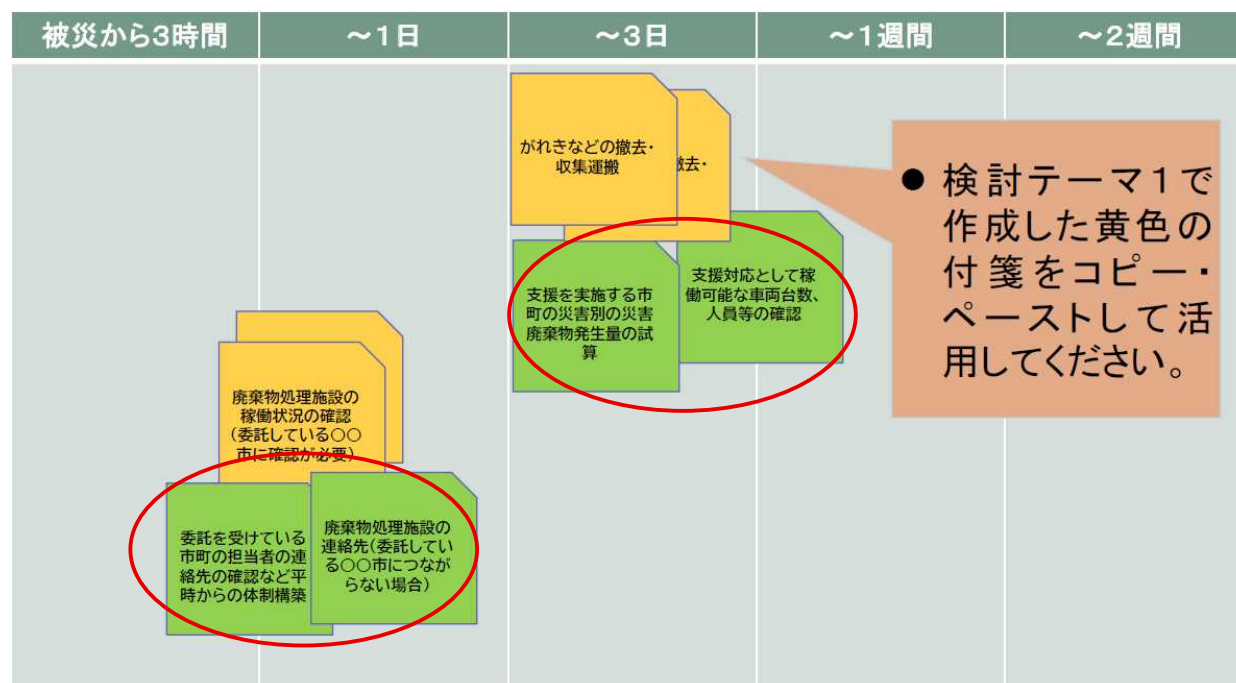 被災から3時間
～1日
～3日
～1週間
～2週間
がれきなどの撤去・
収集運搬
去・
支援を実施する市
町の災害別の災害
廃棄物発生量の試
算
支援対応として稼
働可能な車両台数、
人員等の確認
● 検討テーマ1で
作成した黄色の
付箋をコピー・
ペーストして活
用してください。
廃棄物処理施設の
稼働状況の確認
（委託している○○
市に確認が必要）
委託を受けている
市町の担当者の連
絡先の確認など平
時からの体制構築
廃棄物処理施設の
連絡先（委託してい
る○○市につなが
らない場合）